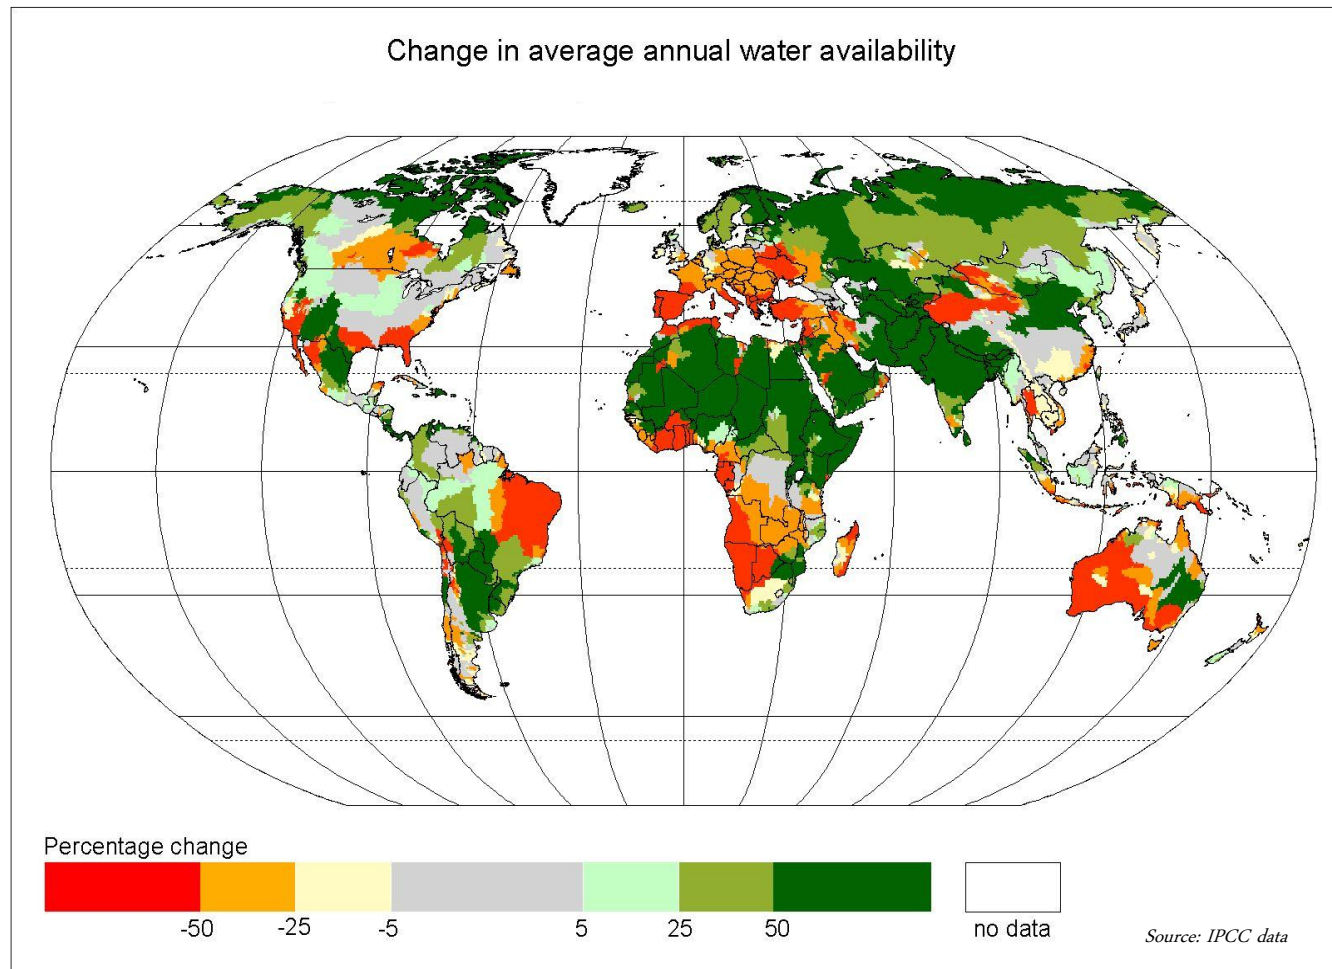 Change in average annual water availability
Percentage change
-50 -25 -5 5 25 50 no data
Source: IPCC data